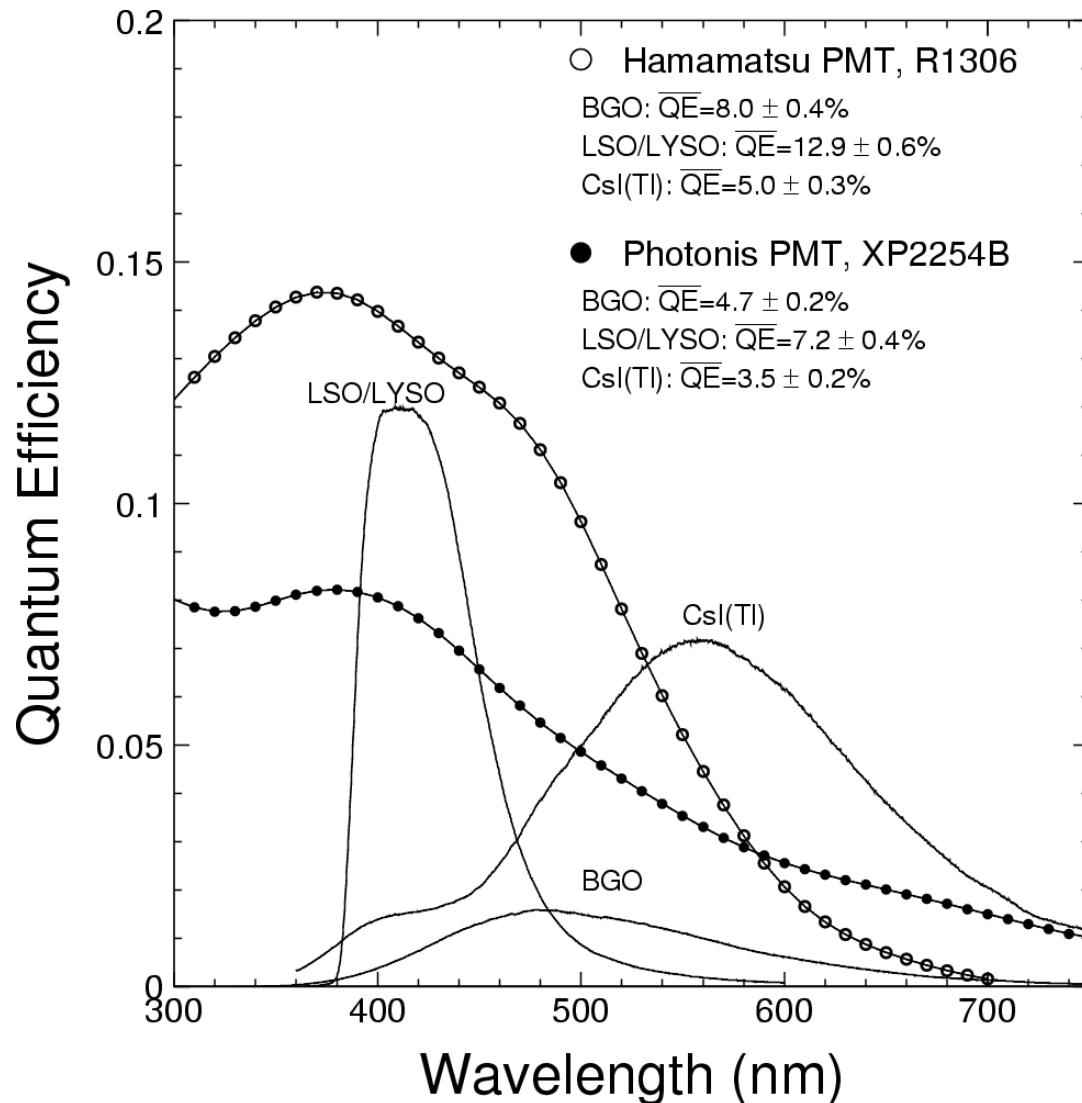 0.2
Hamamatsu PMT, R1306
BGO: QE=8.0 ± 0.4%
LSO/LYSO: QE=12.9 ± 0.6%
CsI(Tl): QE=5.0 ± 0.3%
Photonis PMT, XP2254B
BGO: QE=4.7 ± 0.2%
LSO/LYSO: QE=7.2 ± 0.4%
CsI(Tl): QE=3.5 ± 0.2%
0.15
LSO/LYSO
0.1
Quantum Efficiency
CsI(Tl)
0.05
BGO
0
300 400 500 600 700
Wavelength (nm)